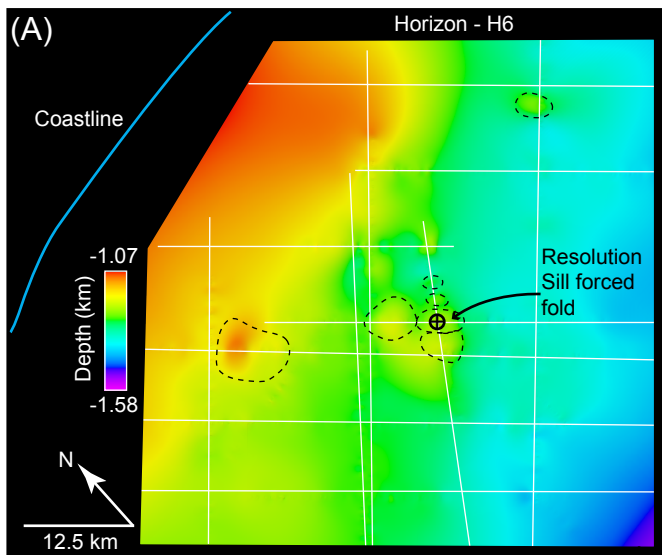 (A)
Horizon - H6
Coastline
Resolution
Sill forced
fold
-1.07
Depth (km)
-1.58
N
12.5 km